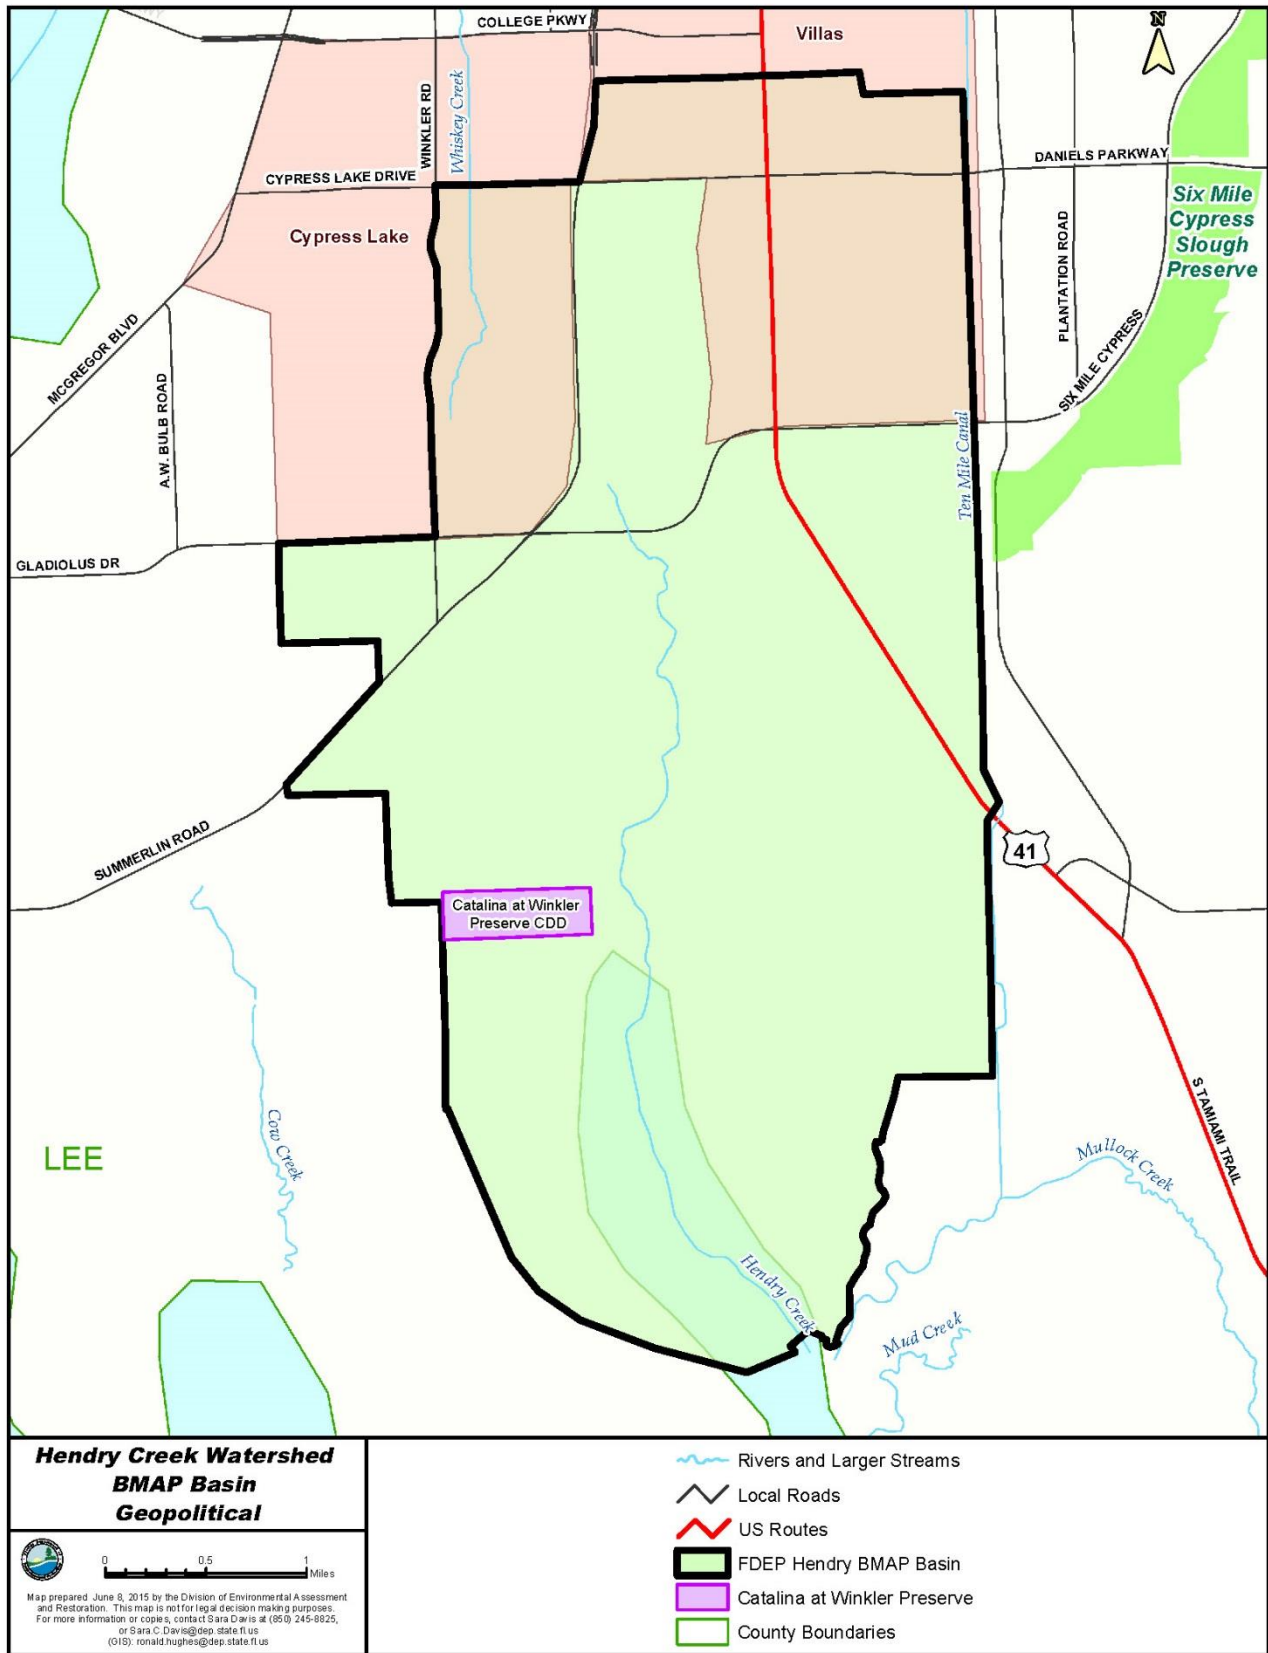 COLLEGE PKWY
Villas
N
WINKLER RD
Whiskey Creek
DANIELS PARKWAY
CYPRESS LAKE DRIVE
Six Mile
Cypress
Slough
Preserve
Cypress Lake
PLANTATION ROAD
MCGREGOR BLVD
SIX MILE CYPRESS
A.W. BULB ROAD
Ten Mile Canal
GLADIOLUS DR
SUMMERLIN ROAD
41
Catalina at Winkler
Preserve CDD
Cow Creek
LEE
S TAMIAMI TRAIL
Mullock Creek
Hendry Creek
Mud Creek
Hendry Creek Watershed
BMAP Basin
Geopolitical
0 0.5 1
Miles
Map prepared June 8, 2015 by the Division of Environmental Assessment
and Restoration. This map is not for legal decision making purposes.
For more information or copies, contact Sara Davis at (850) 245-8825,
or Sara.C.Davis@dep.state.fl.us
(GIS): ronald.hughes@dep.state.fl.us
Rivers and Larger Streams
Local Roads
US Routes
FDEP Hendry BMAP Basin
Catalina at Winkler Preserve
County Boundaries